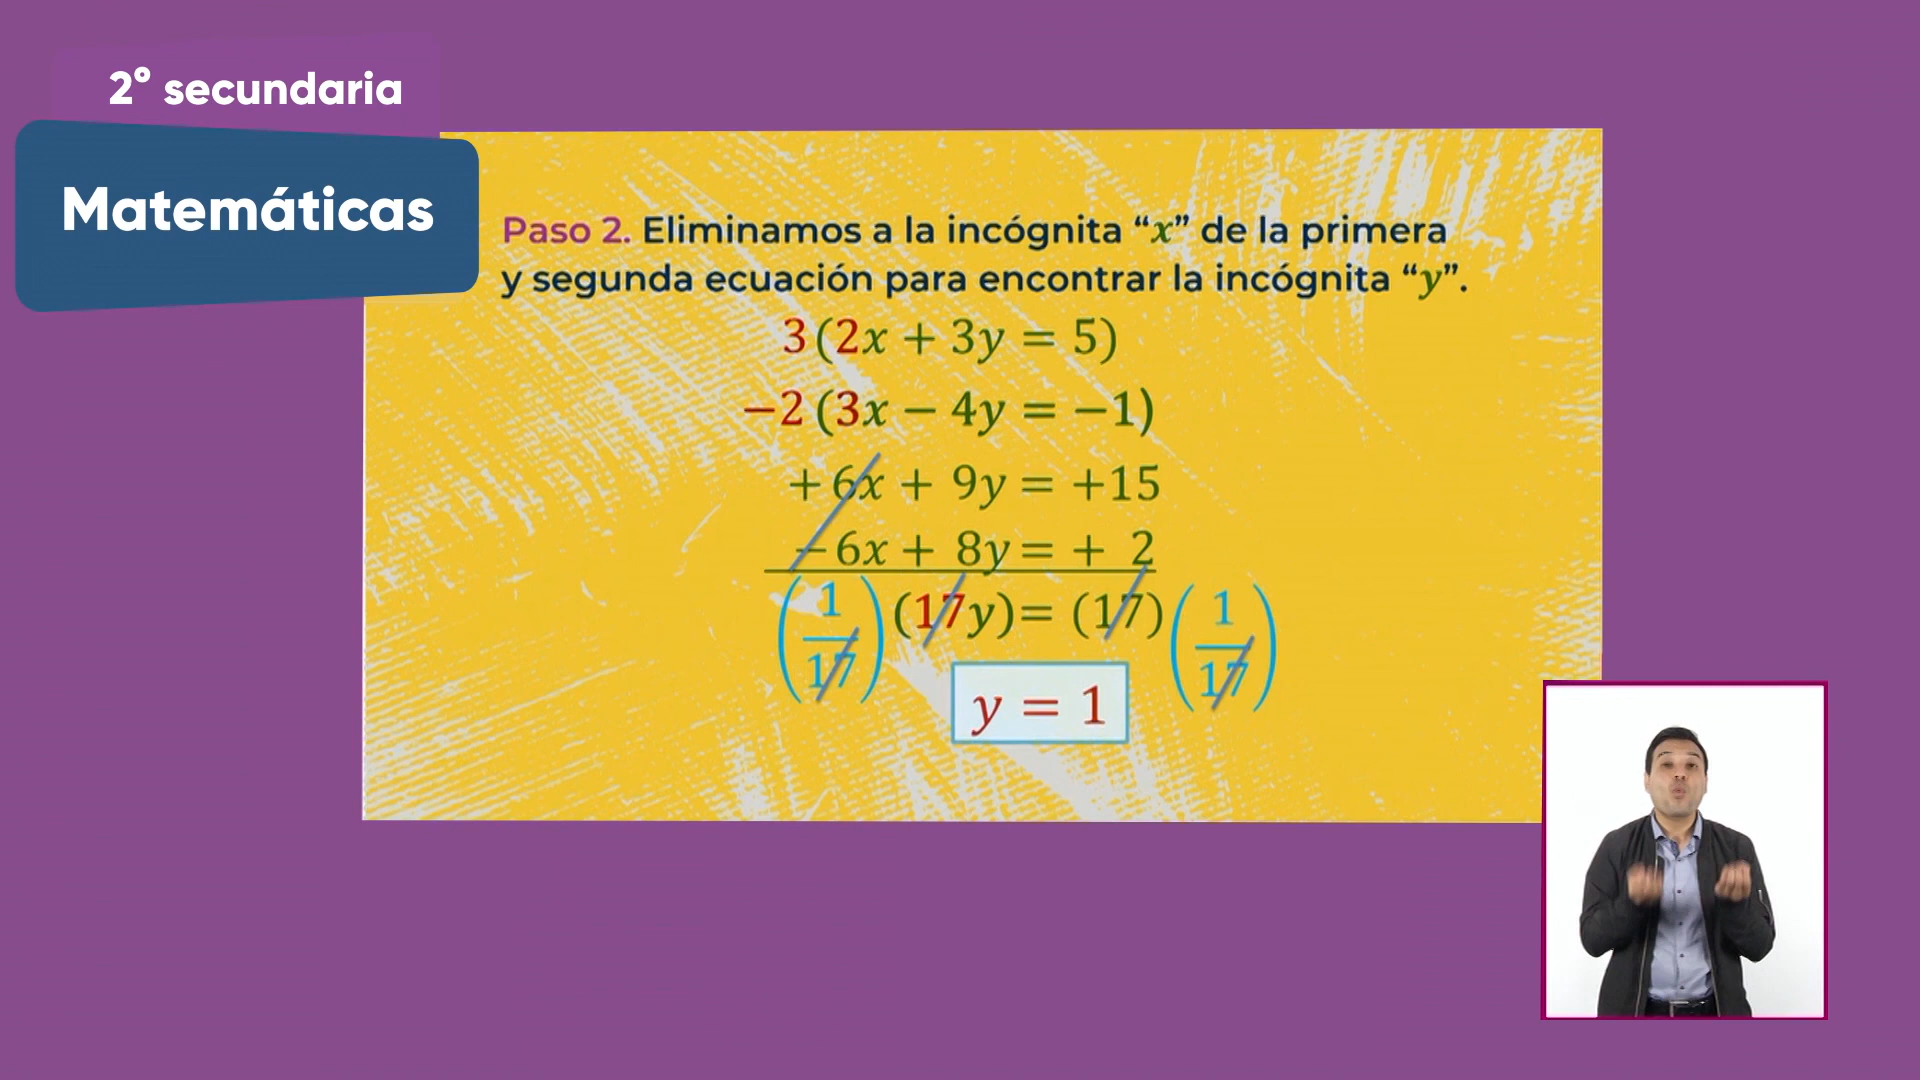 2° secundaria
Matemáticas
Paso 2. Eliminamos a la incógnita “x” de la primera
y segunda ecuación para encontrar la incógnita “y”.
3(2x + 3y = 5)
−2(3x − 4y = −1)
+ 6x + 9y = +15
− 6x + 8y = + 2
(1/17)(17y) = (17)(1/17)
y = 1